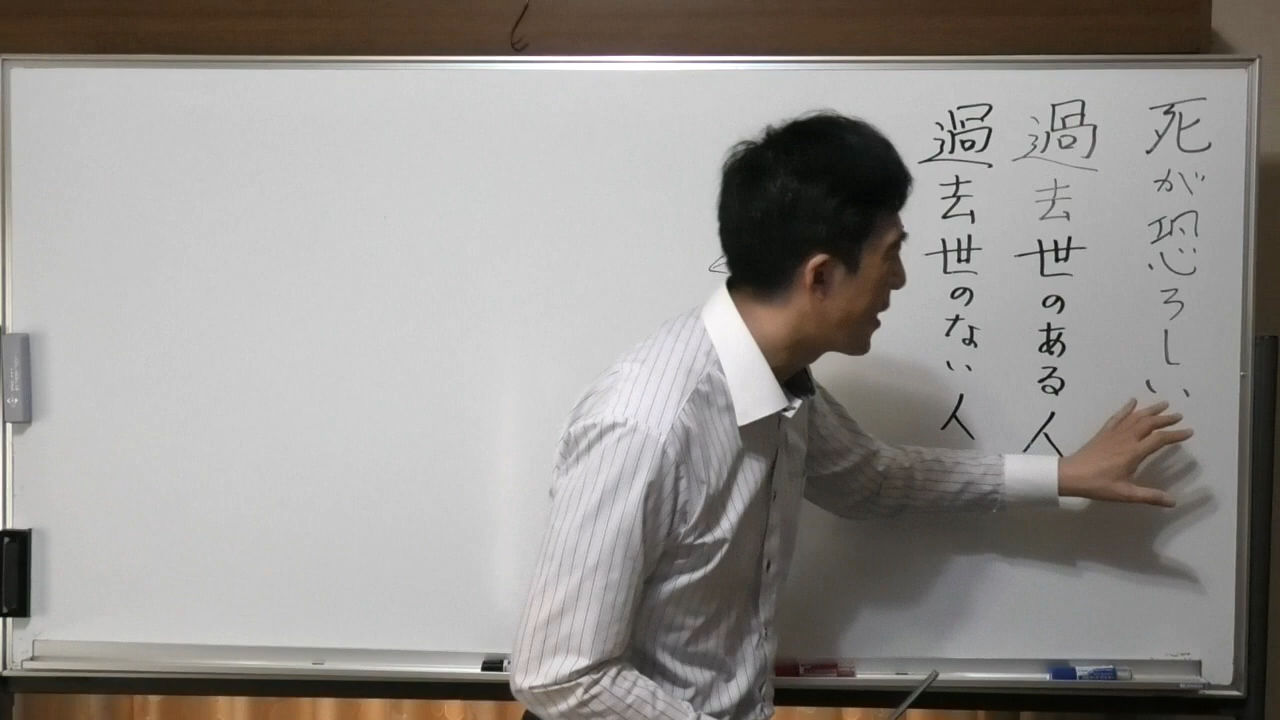 死が恐ろしい
過去世のある人
過去世のない人